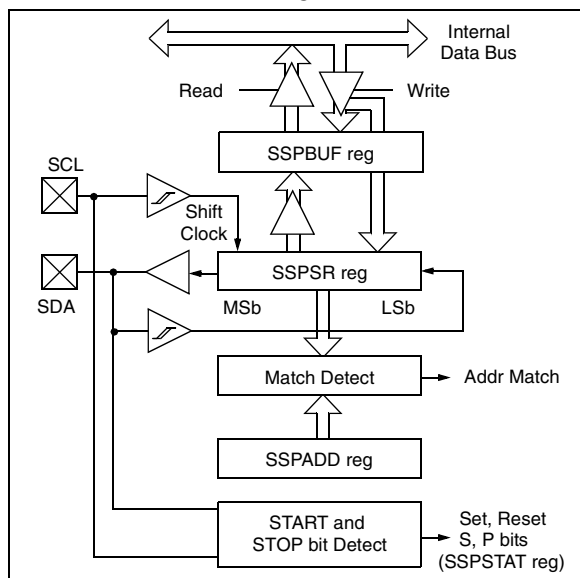 Internal
Data Bus
Read
Write
SSPBUF reg
SCL
Shift
Clock
SSPSR reg
SDA
MSb
LSb
Match Detect
Addr Match
SSPADD reg
START and
STOP bit Detect
Set, Reset
S, P bits
(SSPSTAT reg)